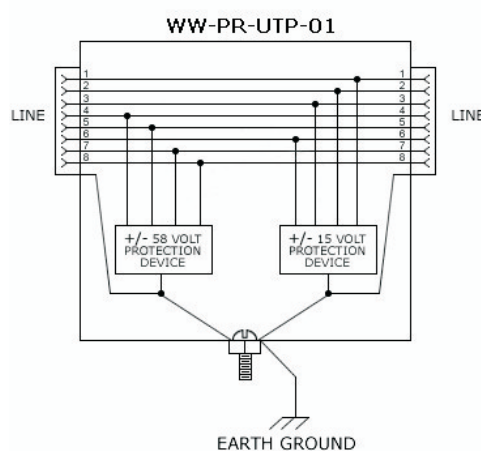 WW-PR-UTP-01
1
2
3
4
5
6
7
8
LINE
1
2
3
4
5
6
7
8
LINE
+/- 58 VOLT
PROTECTION
DEVICE
+/- 15 VOLT
PROTECTION
DEVICE
EARTH GROUND